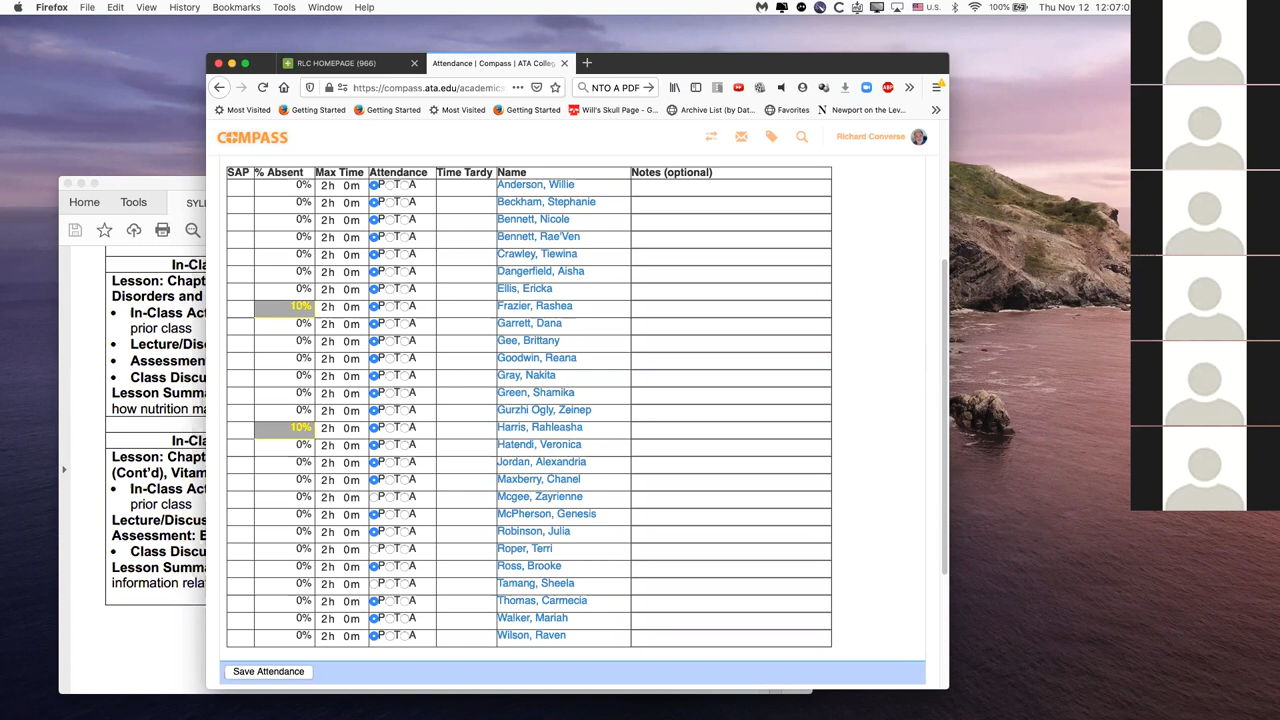 Firefox File Edit View History Bookmarks Tools Window Help U.S. 100% Thu Nov 12 12:07:0
RLC HOMEPAGE (966) Attendance | Compass | ATA Colleg
https://compass.ata.edu/academics NTO A PDF
Most Visited Getting Started Getting Started Most Visited Getting Started Will's Skull Page - G... Archive List (by Dat... Favorites Newport on the Lev...
COMPASS Richard Converse
SAP % Absent Max Time Attendance Time Tardy Name Notes (optional)
0% 2h 0m P T A Anderson, Willie
0% 2h 0m P T A Beckham, Stephanie
0% 2h 0m P T A Bennett, Nicole
0% 2h 0m P T A Bennett, Rae'Ven
0% 2h 0m P T A Crawley, Tiewina
0% 2h 0m P T A Dangerfield, Aisha
0% 2h 0m P T A Ellis, Ericka
10% 2h 0m P T A Frazier, Rashea
0% 2h 0m P T A Garrett, Dana
0% 2h 0m P T A Gee, Brittany
0% 2h 0m P T A Goodwin, Reana
0% 2h 0m P T A Gray, Nakita
0% 2h 0m P T A Green, Shamika
0% 2h 0m P T A Gurzhi Ogly, Zeinep
10% 2h 0m P T A Harris, Rahleasha
0% 2h 0m P T A Hatendi, Veronica
0% 2h 0m P T A Jordan, Alexandria
0% 2h 0m P T A Maxberry, Chanel
0% 2h 0m P T A Mcgee, Zayrienne
0% 2h 0m P T A McPherson, Genesis
0% 2h 0m P T A Robinson, Julia
0% 2h 0m P T A Roper, Terri
0% 2h 0m P T A Ross, Brooke
0% 2h 0m P T A Tamang, Sheela
0% 2h 0m P T A Thomas, Carmecia
0% 2h 0m P T A Walker, Mariah
0% 2h 0m P T A Wilson, Raven
Save Attendance
Home Tools SYL
In-Cla
Lesson: Chapt
Disorders and
• In-Class Act
prior class
• Lecture/Disc
• Assessment:
• Class Discu
Lesson Summa
how nutrition ma
In-Cla
Lesson: Chapt
(Cont'd), Vitam
• In-Class Act
prior class
Lecture/Discus
Assessment: E
• Class Discu
Lesson Summa
information rela